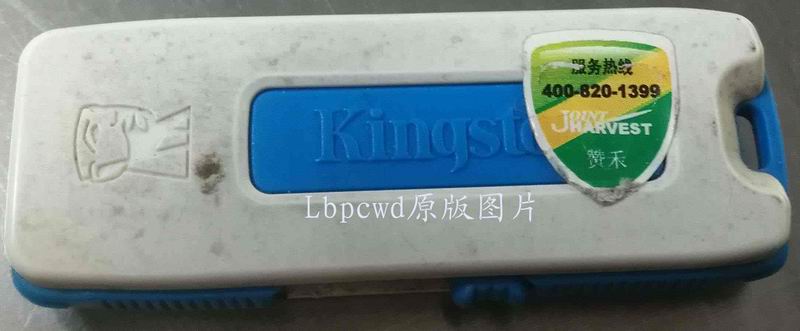 Kingst
服务热线
400-820-1399
JOINT
HARVEST
赞禾
Lbpcwd原版图片